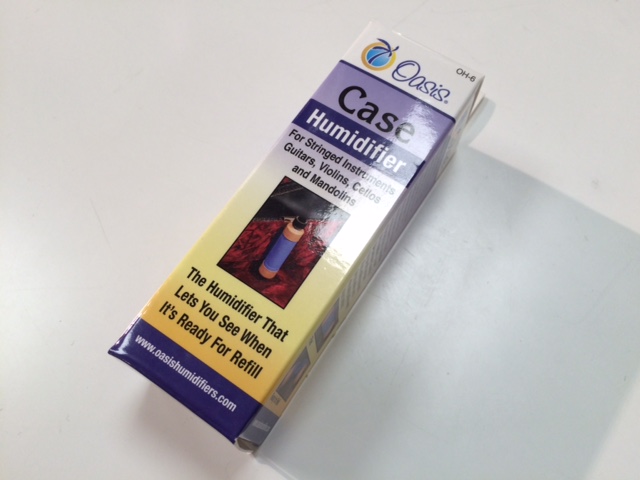 OH-6
Oasis®
Case
Humidifier
For Stringed Instruments
Guitars, Violins, Cellos
and Mandolins
The Humidifier That
Lets You See When
It's Ready For Refill
www.oasishumidifiers.com